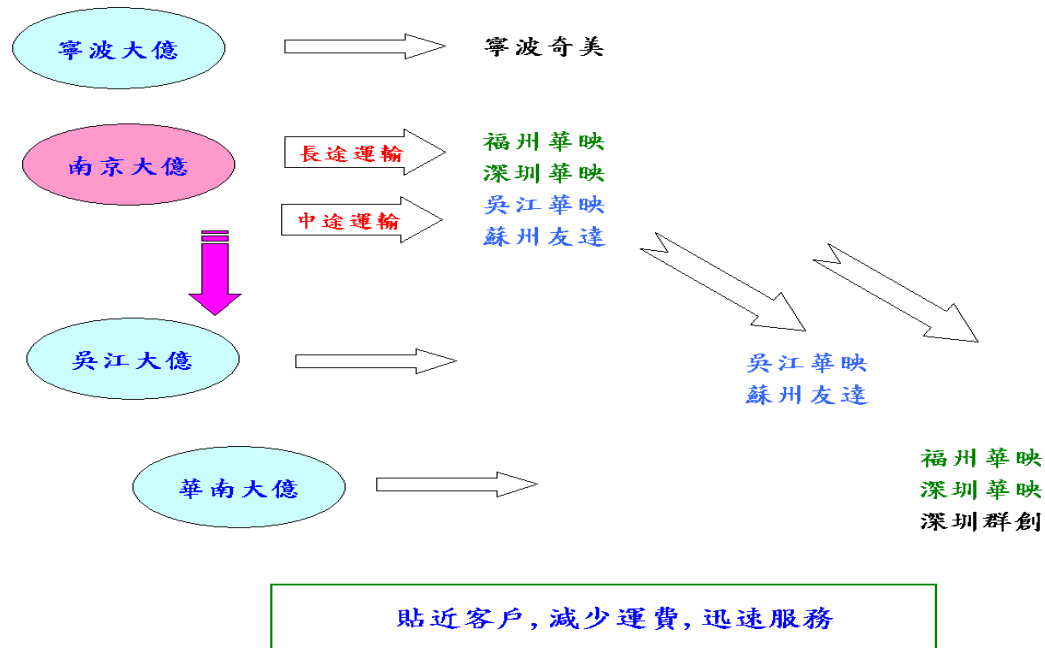 寧波大億
寧波奇美
南京大億
長途運輸
福州華映
深圳華映
中途運輸
吳江華映
蘇州友達
吳江大億
吳江華映
蘇州友達
華南大億
福州華映
深圳華映
深圳群創
貼近客戶,減少運費,迅速服務